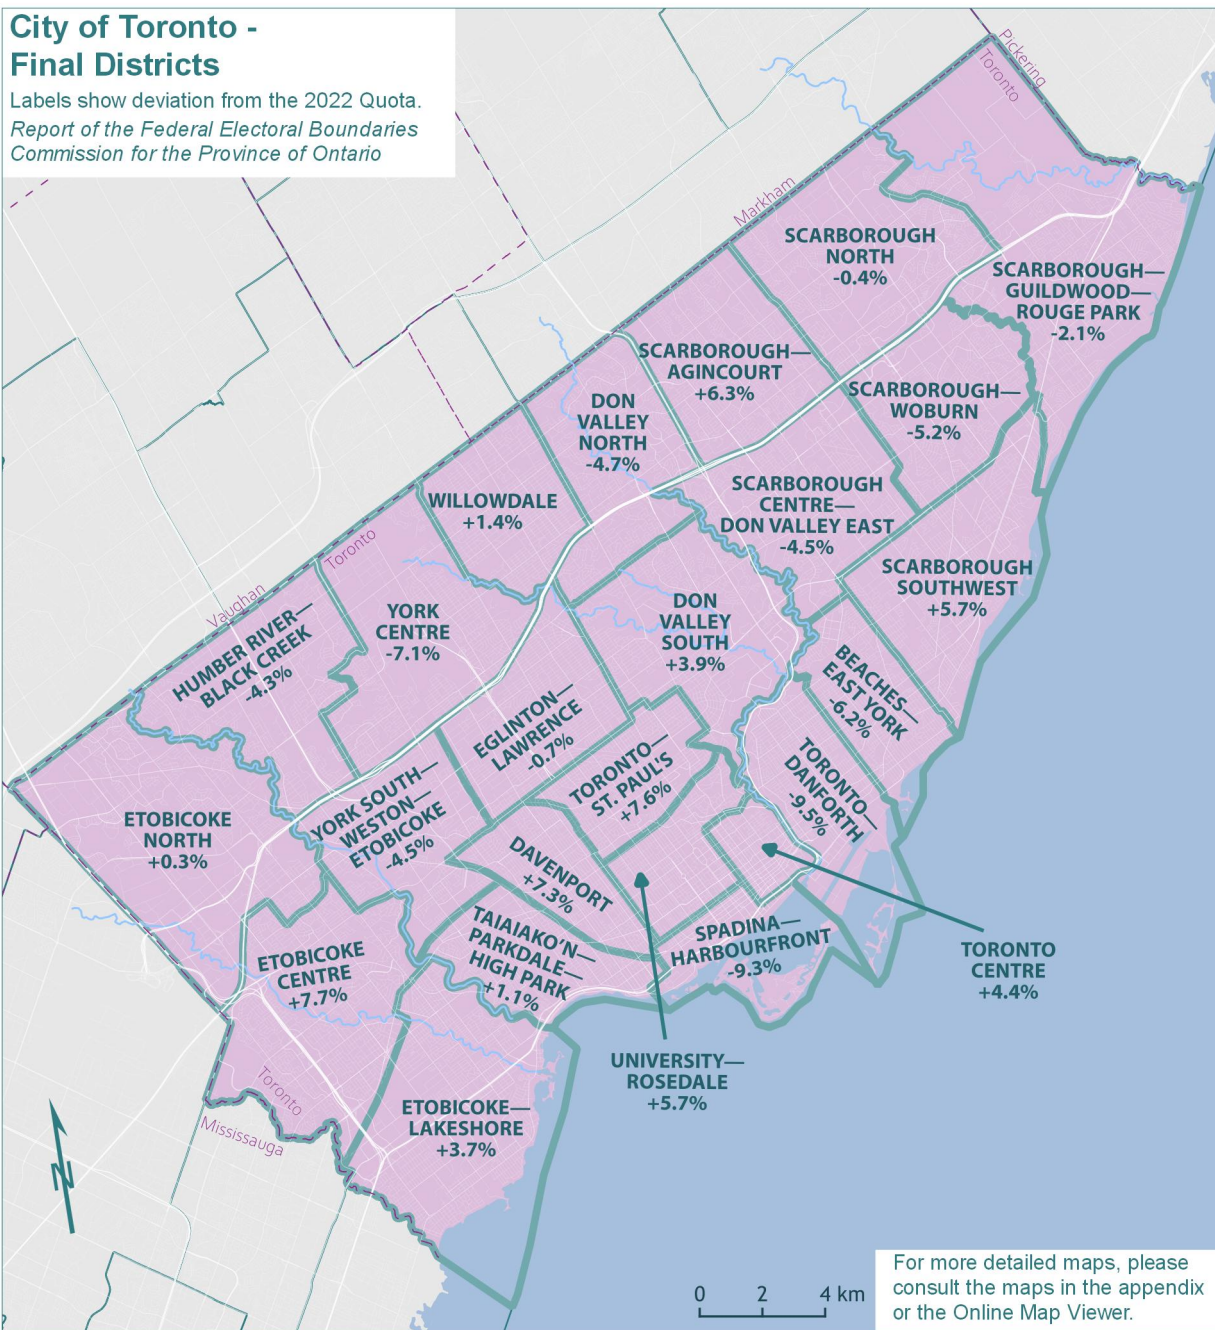 City of Toronto -
Final Districts
Labels show deviation from the 2022 Quota.
Report of the Federal Electoral Boundaries
Commission for the Province of Ontario
Pickering
Toronto
Markham
SCARBOROUGH
NORTH
-0.4%
SCARBOROUGH—
GUILDWOOD—
ROUGE PARK
-2.1%
SCARBOROUGH—
AGINCOURT
+6.3%
SCARBOROUGH—
WOBURN
-5.2%
DON
VALLEY
NORTH
-4.7%
WILLOWDALE
+1.4%
SCARBOROUGH
CENTRE—
DON VALLEY EAST
-4.5%
SCARBOROUGH
SOUTHWEST
+5.7%
Toronto
Vaughan
HUMBER RIVER—
BLACK CREEK
-4.3%
YORK
CENTRE
-7.1%
DON
VALLEY
SOUTH
+3.9%
BEACHES—
EAST YORK
-6.2%
EGLINTON—
LAWRENCE
-0.7%
TORONTO—
ST. PAUL'S
+7.6%
TORONTO—
DANFORTH
-9.5%
ETOBICOKE
NORTH
+0.3%
YORK SOUTH—
WESTON—
ETOBICOKE
-4.5%
DAVENPORT
+7.3%
TAIAIAKO'N—
PARKDALE—
HIGH PARK
+1.1%
SPADINA—
HARBOURFRONT
-9.3%
TORONTO
CENTRE
+4.4%
ETOBICOKE
CENTRE
+7.7%
UNIVERSITY—
ROSEDALE
+5.7%
ETOBICOKE—
LAKESHORE
+3.7%
Toronto
Mississauga
N
0 2 4 km
For more detailed maps, please
consult the maps in the appendix
or the Online Map Viewer.